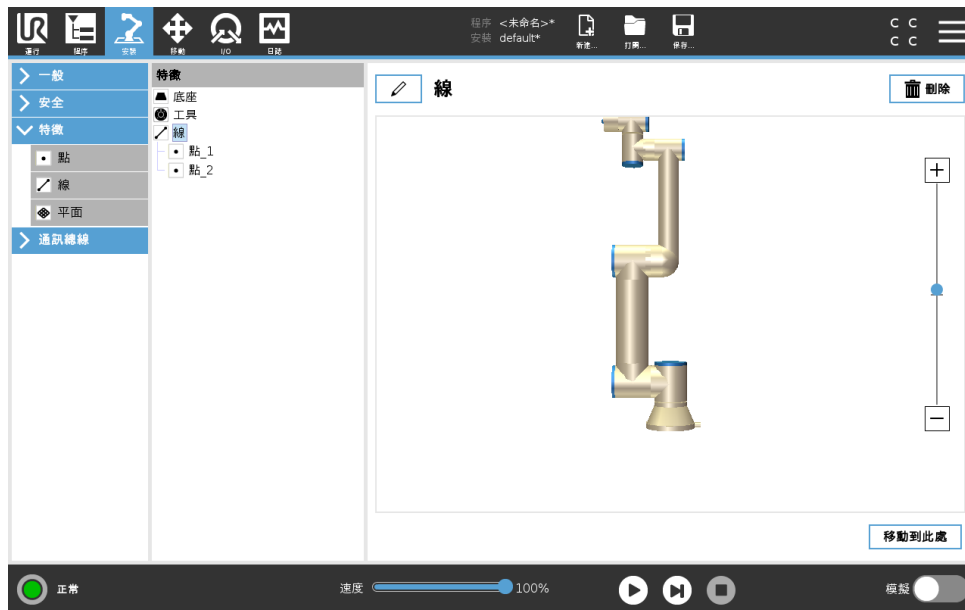 UR
運行
程序
安裝
移動
I/O
日誌
程序 <未命名>*
安裝 default*
新建...
打開...
保存...
C C
C C
一般
安全
特徵
點
線
平面
通訊總線
特徵
底座
工具
線
點_1
點_2
線
刪除
移動到此處
正常
速度
100%
模擬